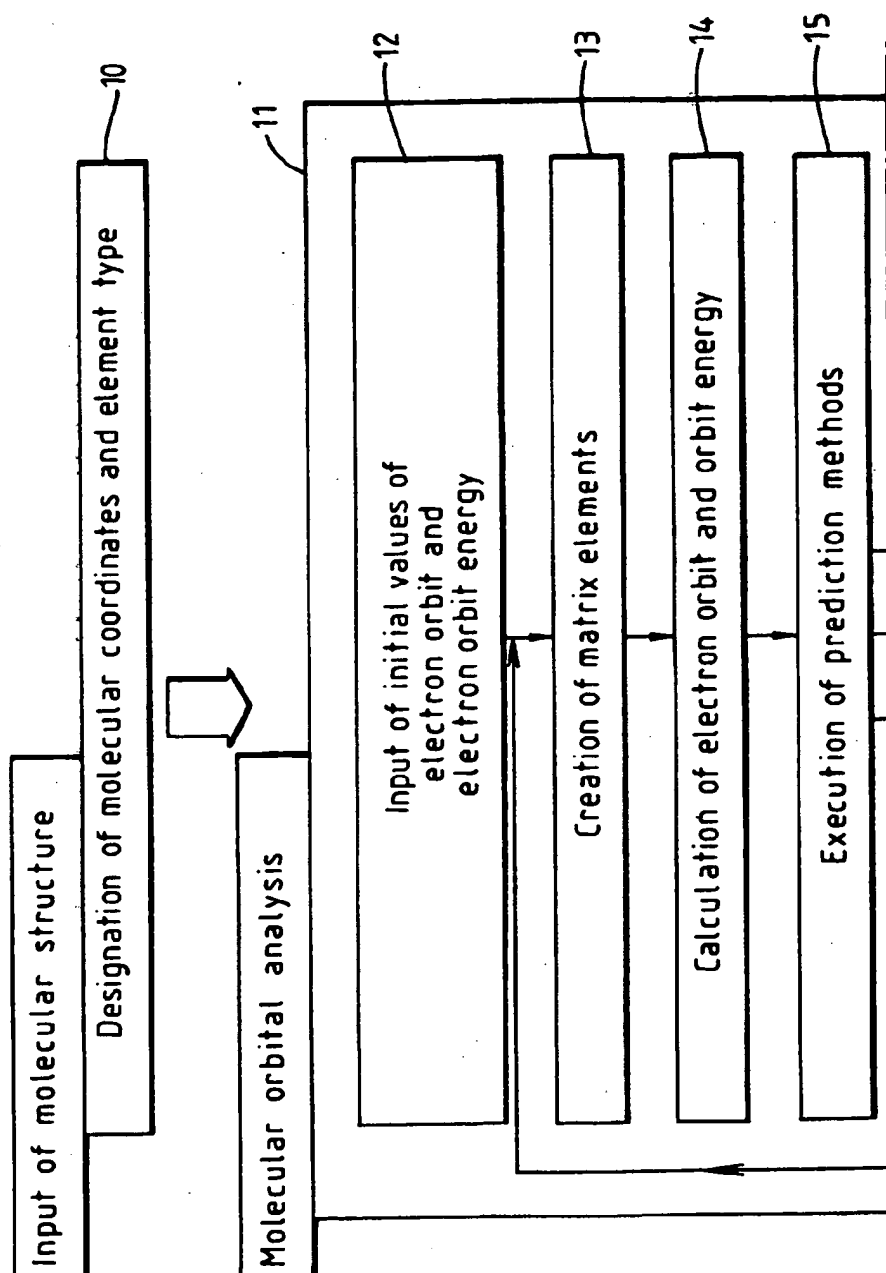 Input of molecular structure
Designation of molecular coordinates and element type
10
Molecular orbital analysis
11
Input of initial values of
electron orbit and
electron orbit energy
12
Creation of matrix elements
13
Calculation of electron orbit and orbit energy
14
Execution of prediction methods
15